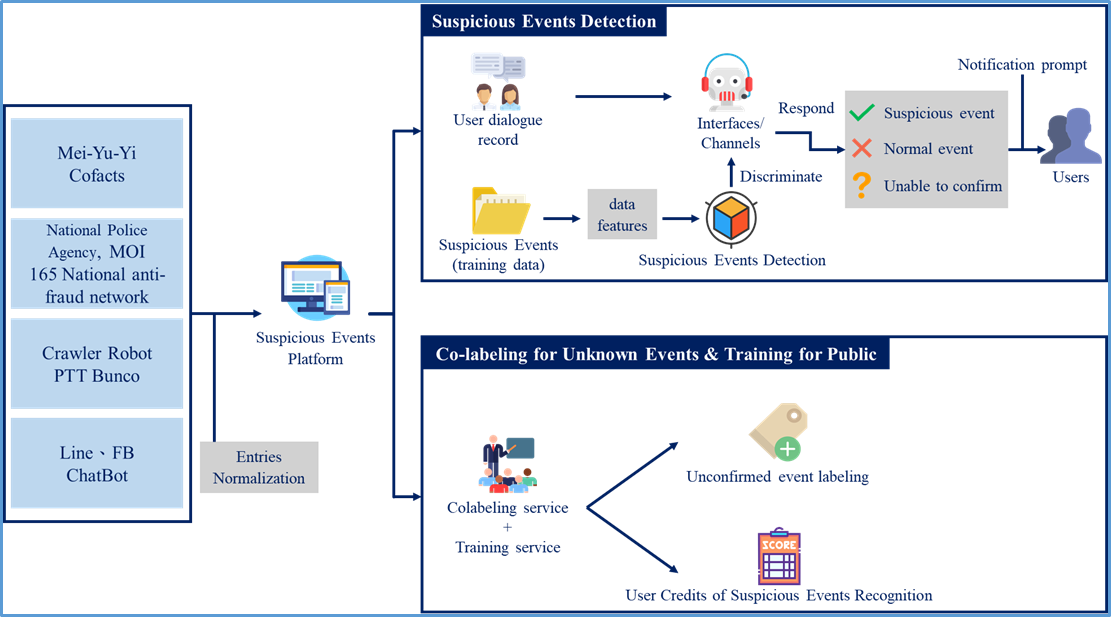 Mei-Yu-Yi
Cofacts
National Police
Agency, MOI
165 National anti-
fraud network
Crawler Robot
PTT Bunco
Line、FB
ChatBot
Entries
Normalization
Suspicious Events
Platform
Suspicious Events Detection
User dialogue
record
Interfaces/
Channels
Respond
Suspicious event
Normal event
Unable to confirm
Notification prompt
Users
Suspicious Events
(training data)
data
features
Discriminate
Suspicious Events Detection
Co-labeling for Unknown Events & Training for Public
Colabeling service
+
Training service
Unconfirmed event labeling
SCORE
User Credits of Suspicious Events Recognition